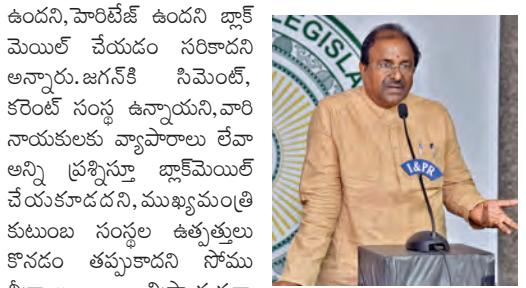 ఉందని,హెరిటేజ్ ఉందని బ్లాక్
మెయిల్ చేయడం సరికాదని
అన్నారు.జగన్‌కి సిమెంట్,
కరెంట్ సంస్థ ఉన్నాయని,వారి
నాయకులకు వ్యాపారాలు లేవా
అన్ని ప్రశ్నిస్తూ బ్లాక్‌మెయిల్
చేయకూడదని, ముఖ్యమంత్రి
కుటుంబ సంస్థల ఉత్పత్తులు
కొనడం తప్పుకాదని సోము
LEGISLA
I&PR